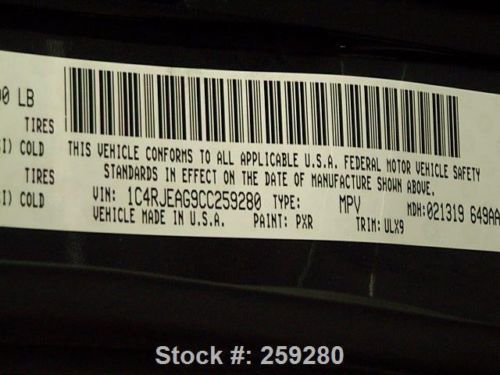 00 LB
TIRES
I) COLD
TIRES
I) COLD
THIS VEHICLE CONFORMS TO ALL APPLICABLE U.S.A. FEDERAL MOTOR VEHICLE SAFETY
STANDARDS IN EFFECT ON THE DATE OF MANUFACTURE SHOWN ABOVE.
VIN: 1C4RJEAG9CC259280 TYPE: MPV MDH:021319 649AA
VEHICLE MADE IN U.S.A. PAINT: PXR TRIM: ULX9
Stock #: 259280